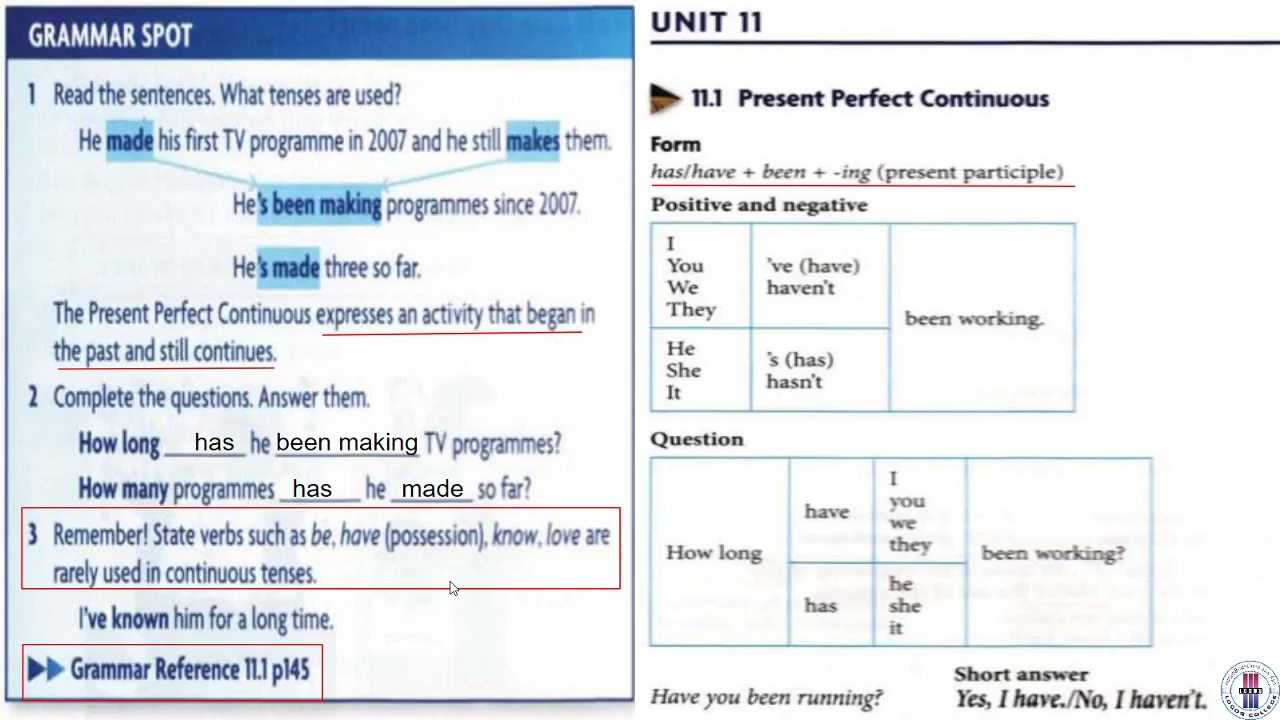 GRAMMAR SPOT
1 Read the sentences. What tenses are used?
He made his first TV programme in 2007 and he still makes them.
He's been making programmes since 2007.
He's made three so far.
The Present Perfect Continuous expresses an activity that began in
the past and still continues.
2 Complete the questions. Answer them.
How long has he been making TV programmes?
How many programmes has he made so far?
3 Remember! State verbs such as be, have (possession), know, love are
rarely used in continuous tenses.
I've known him for a long time.
Grammar Reference 11.1 p145
UNIT 11
11.1 Present Perfect Continuous
Form
has/have + been + -ing (present participle)
Positive and negative
I
You
We
They
've (have)
haven't
He
She
It
's (has)
hasn't
been working.
Question
How long
have
I
you
we
they
has
he
she
it
been working?
Short answer
Have you been running? Yes, I have./No, I haven't.
LOGOS COLLEGE